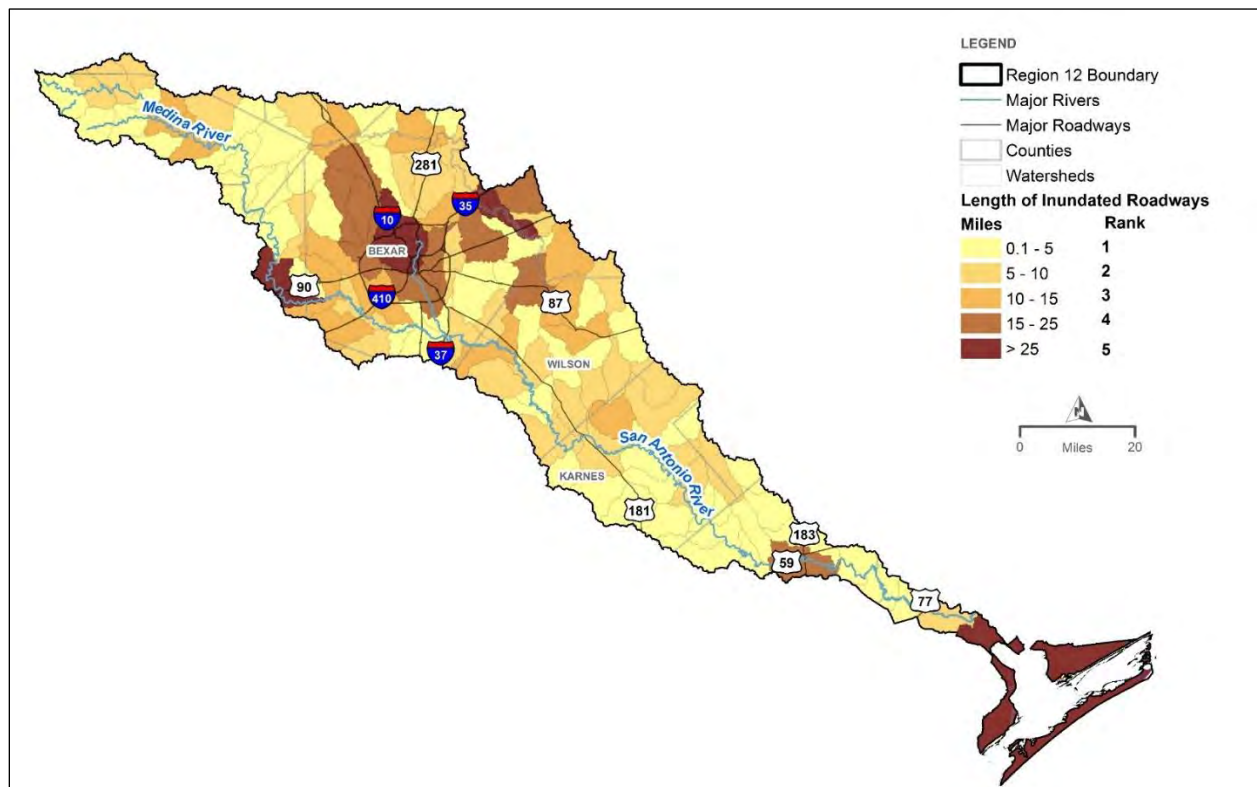 LEGEND
Region 12 Boundary
Major Rivers
Major Roadways
Counties
Watersheds
Length of Inundated Roadways
Miles Rank
0.1 - 5 1
5 - 10 2
10 - 15 3
15 - 25 4
> 25 5
N
0 20
Miles
Medina River
281
35
10
BEXAR
90
410
87
37
WILSON
San Antonio River
KARNES
181
183
59
77